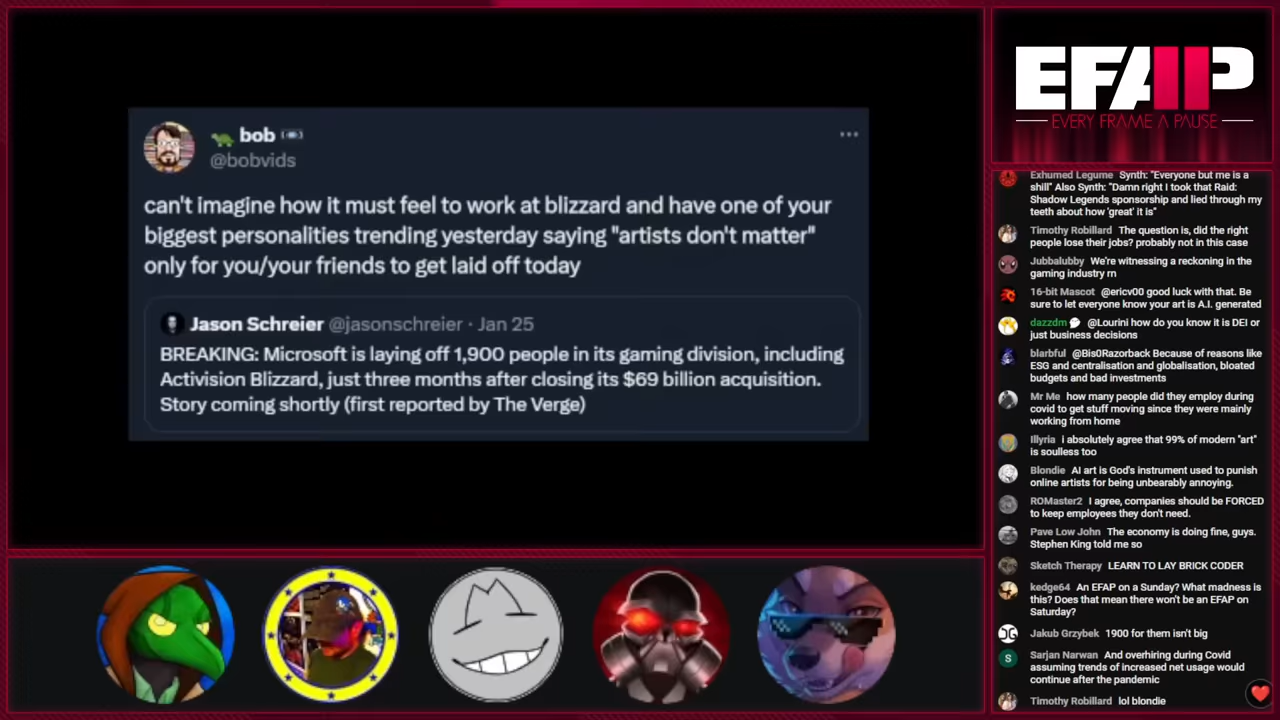 bob
@bobvids
can't imagine how it must feel to work at blizzard and have one of your
biggest personalities trending yesterday saying "artists don't matter"
only for you/your friends to get laid off today
Jason Schreier @jasonschreier · Jan 25
BREAKING: Microsoft is laying off 1,900 people in its gaming division, including
Activision Blizzard, just three months after closing its $69 billion acquisition.
Story coming shortly (first reported by The Verge)
EFAP
EVERY FRAME A PAUSE
Exhumed Legume Synth: "Everyone but me is a
shill" Also Synth: "Damn right I took that Raid:
Shadow Legends sponsorship and lied through my
teeth about how 'great' it is"
Timothy Robillard The question is, did the right
people lose their jobs? probably not in this case
Jubbalubby We're witnessing a reckoning in the
gaming industry rn
16-bit Mascot @ericv00 good luck with that. Be
sure to let everyone know your art is A.I. generated
dazzdm @Lourini how do you know it is DEI or
just business decisions
blarbful @Bis0Razorback Because of reasons like
ESG and centralisation and globalisation, bloated
budgets and bad investments
Mr Me how many people did they employ during
covid to get stuff moving since they were mainly
working from home
Illyria i absolutely agree that 99% of modern "art"
is soulless too
Blondie AI art is God's instrument used to punish
online artists for being unbearably annoying.
ROMaster2 I agree, companies should be FORCED
to keep employees they don't need.
Pave Low John The economy is doing fine, guys.
Stephen King told me so
Sketch Therapy LEARN TO LAY BRICK CODER
kedge64 An EFAP on a Sunday? What madness is
this? Does that mean there won't be an EFAP on
Saturday?
Jakub Grzybek 1900 for them isn't big
S
Sarjan Narwan And overhiring during Covid
assuming trends of increased net usage would
continue after the pandemic
Timothy Robillard lol blondie